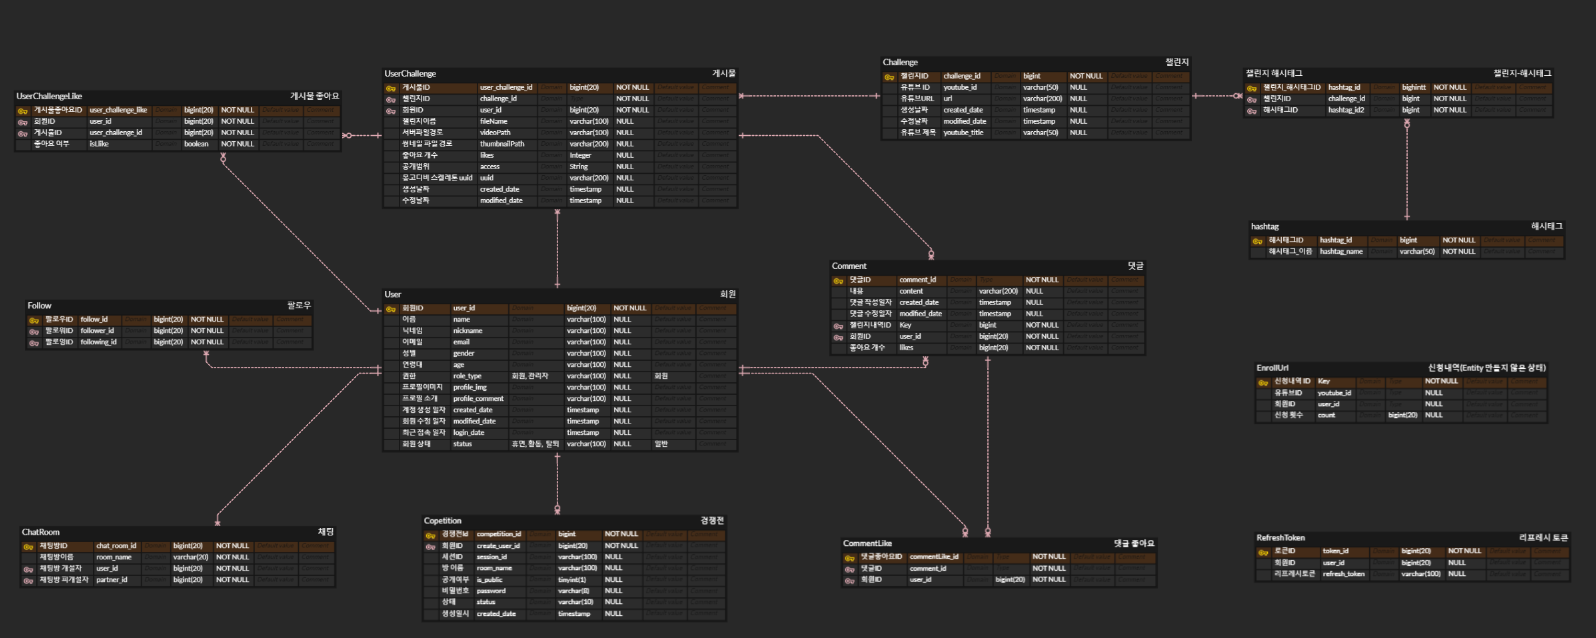 UserChallengeLike 게시물 좋아요
게시물좋아요ID user_challenge_like bigint(20) NOT NULL
회원ID user_id bigint(20) NOT NULL
게시물ID user_challenge_id bigint(20) NOT NULL
좋아요 여부 isLike boolean NOT NULL
UserChallenge 게시물
게시물ID user_challenge_id bigint(20) NOT NULL
챌린지ID challenge_id NOT NULL
회원ID user_id NOT NULL
챌린지이름 fileName varchar(100) NULL
서버파일경로 videoPath varchar(100) NULL
썸네일 파일 경로 thumbnailPath varchar(200) NULL
좋아요 개수 likes Integer NULL
공개범위 access String NULL
몽고디비 스켈레톤 uuid uuid varchar(200) NULL
생성날짜 created_date timestamp NULL
수정날짜 modified_date timestamp NULL
Challenge 챌린지
챌린지ID challenge_id bigint NOT NULL
유튜브 ID youtube_id varchar(50) NULL
유튜브URL url varchar(200) NULL
생성날짜 created_date timestamp NULL
수정날짜 modified_date timestamp NULL
유튜브 제목 youtube_title varchar(50) NULL
챌린지 해시태그 챌린지-해시태그
챌린지_해시태그ID hashtag_id bighintt NOT NULL
챌린지ID challenge_id bigint NOT NULL
해시태그ID hashtag_id2 bigint NOT NULL
hashtag 해시태그
해시태그ID hashtag_id bigint NOT NULL
해시태그_이름 hashtag_name varchar(50) NOT NULL
Follow 팔로우
팔로우ID follow_id bigint(20) NOT NULL
팔로워ID follower_id bigint(20) NOT NULL
팔로잉ID following_id bigint(20) NOT NULL
User 회원
회원ID user_id bigint(20) NOT NULL
이름 name varchar(100) NULL
닉네임 nickname varchar(100) NULL
이메일 email varchar(100) NULL
성별 gender varchar(100) NULL
연령대 age varchar(100) NULL
권한 role_type 회원, 관리자 varchar(100) NULL 회원
프로필이미지 profile_img varchar(100) NULL
프로필 소개 profile_comment varchar(100) NULL
계정 생성 일자 created_date timestamp NULL
회원 수정 일자 modified_date timestamp NULL
최근 접속 일자 login_date timestamp NULL
회원 상태 status 휴면, 활동, 탈퇴 varchar(100) NULL 일반
Comment 댓글
댓글ID comment_id NOT NULL
내용 content varchar(200) NULL
댓글 작성일자 created_date timestamp NULL
댓글 수정일자 modified_date timestamp NULL
챌린지내역ID Key bigint NOT NULL
회원ID user_id bigint(20) NOT NULL
좋아요 개수 likes bigint(20) NULL
EnrollUrl 신청내역(Entity 만들지 않은 상태)
신청내역 ID Key NOT NULL
유튜브ID youtube_id NULL
회원ID user_id NULL
신청 횟수 count bigint(20) NULL
ChatRoom 채팅
채팅방ID chat_room_id bigint(20) NOT NULL
채팅방이름 room_name varchar(20) NOT NULL
채팅방 개설자 user_id bigint(20) NOT NULL
채팅방 피개설자 partner_id bigint(20) NOT NULL
Copetition 경쟁전
경쟁전Id competition_id bigint NOT NULL
회원ID create_user_id bigint(20) NOT NULL
세션ID session_id varchar(100) NULL
방 이름 room_name varchar(100) NULL
공개여부 is_public tinyint(1) NULL
비밀번호 password varchar(8) NULL
상태 status varchar(10) NULL
생성일시 created_date timestamp NULL
CommentLike 댓글 좋아요
댓글좋아요ID commentLike_id NOT NULL
댓글ID comment_id NOT NULL
회원ID user_id bigint(20) NOT NULL
RefreshToken 리프레시 토큰
토큰ID token_id bigint(20) NOT NULL
회원ID user_id bigint(20) NULL
리프레시토큰 refresh_token varchar(100) NULL